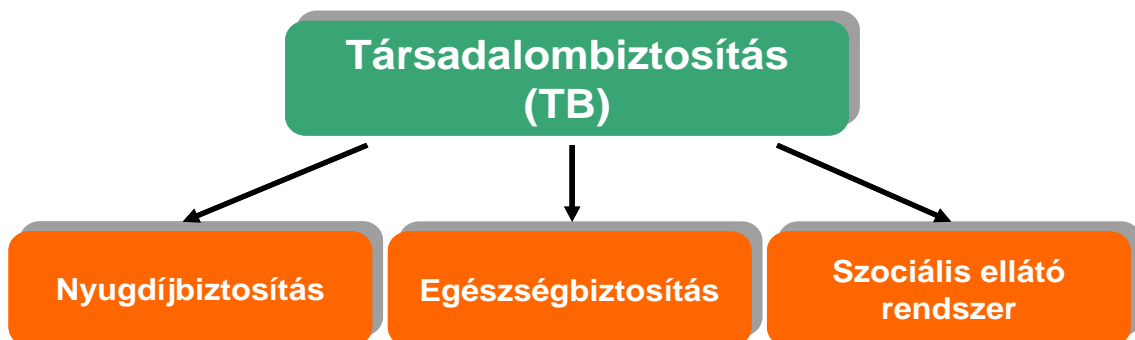 Társadalombiztosítás
(TB)
Nyugdíjbiztosítás
Egészségbiztosítás
Szociális ellátó
rendszer